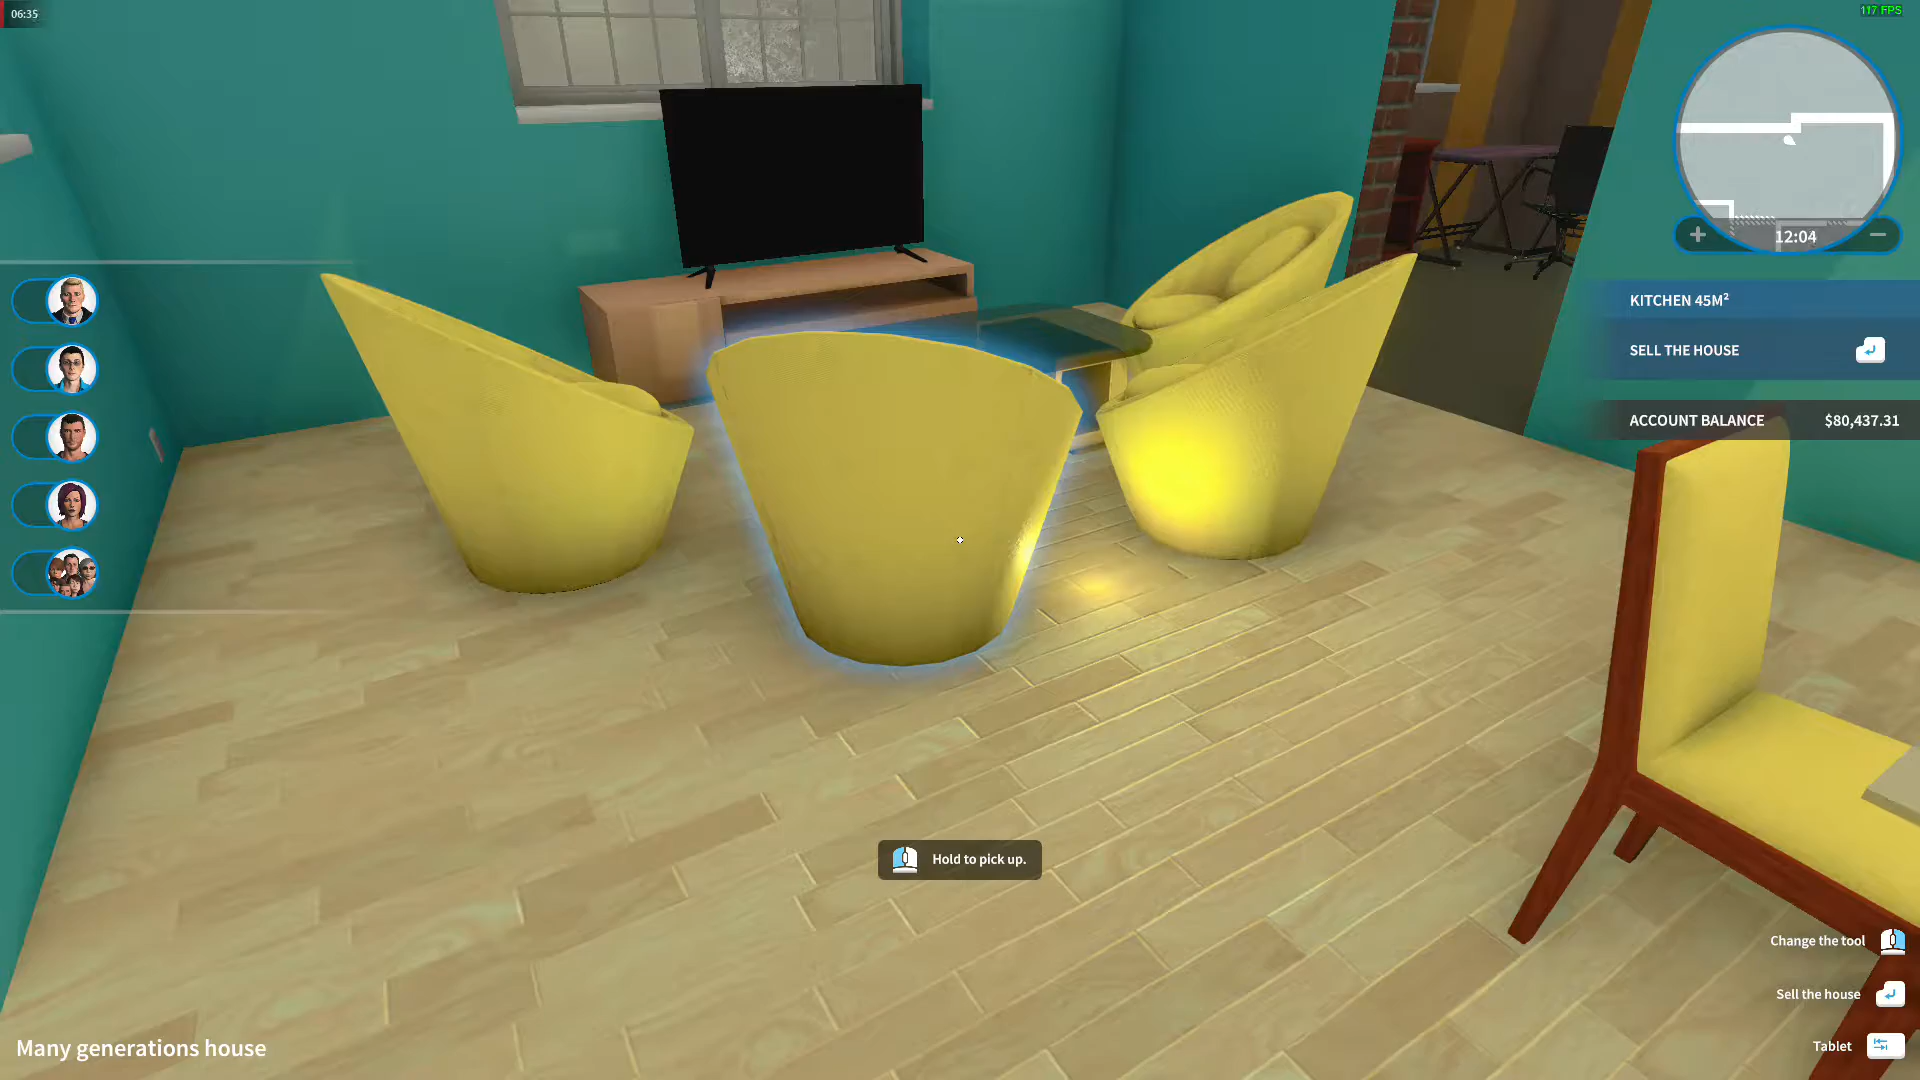 06:35
117 FPS
12:04
KITCHEN 45M²
SELL THE HOUSE
ACCOUNT BALANCE $80,437.31
Hold to pick up.
Change the tool
Sell the house
Many generations house
Tablet